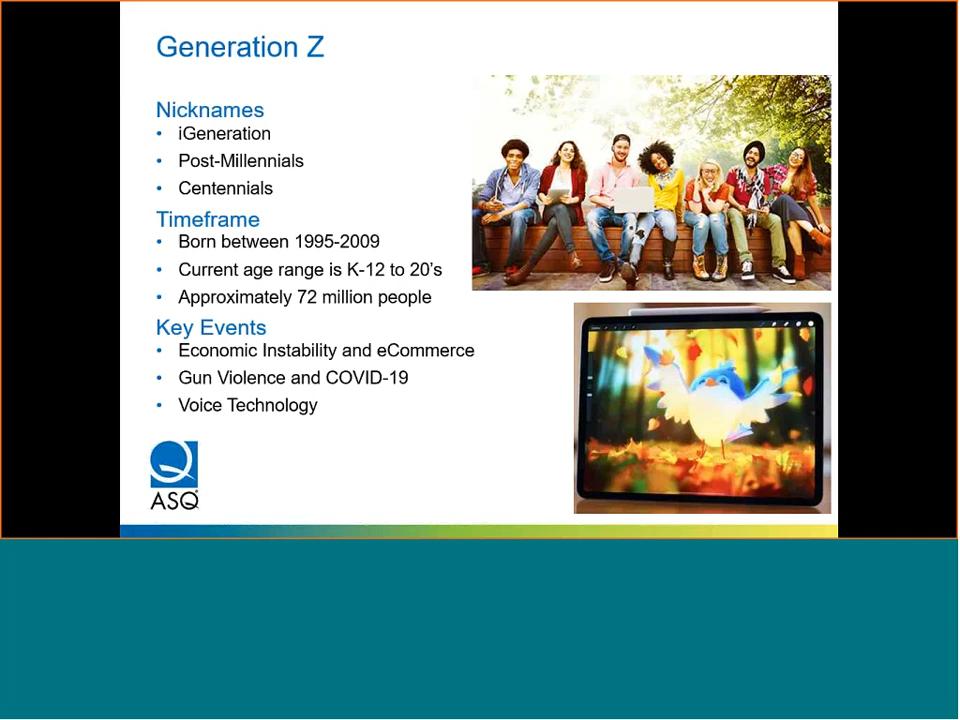 Generation Z
Nicknames
• iGeneration
• Post-Millennials
• Centennials
Timeframe
• Born between 1995-2009
• Current age range is K-12 to 20's
• Approximately 72 million people
Key Events
• Economic Instability and eCommerce
• Gun Violence and COVID-19
• Voice Technology
ASQ